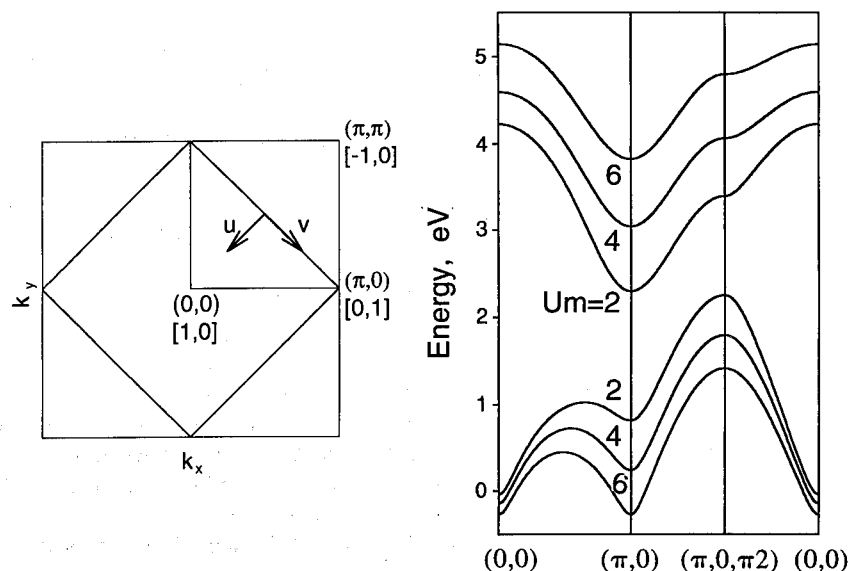 (π,π)
[-1,0]
u
v
k_y
(0,0)
[1,0]
(π,0)
[0,1]
k_x
Energy, eV
5
4
3
2
1
0
6
4
Um=2
2
4
6
(0,0)
(π,0)
(π,0,π2)
(0,0)